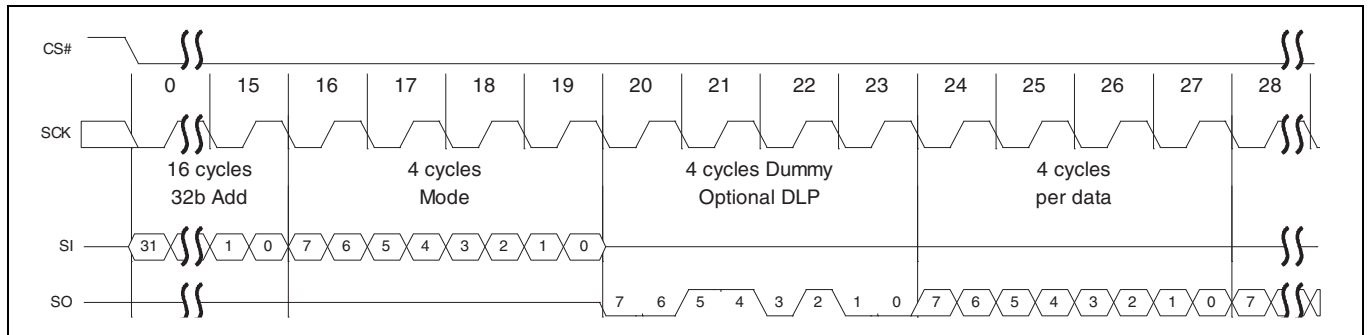 CS#
0 15 16 17 18 19 20 21 22 23 24 25 26 27 28
SCK
16 cycles 4 cycles 4 cycles Dummy 4 cycles
32b Add Mode Optional DLP per data
SI 31 1 0 7 6 5 4 3 2 1 0
SO 7 6 5 4 3 2 1 0 7 6 5 4 3 2 1 0 7